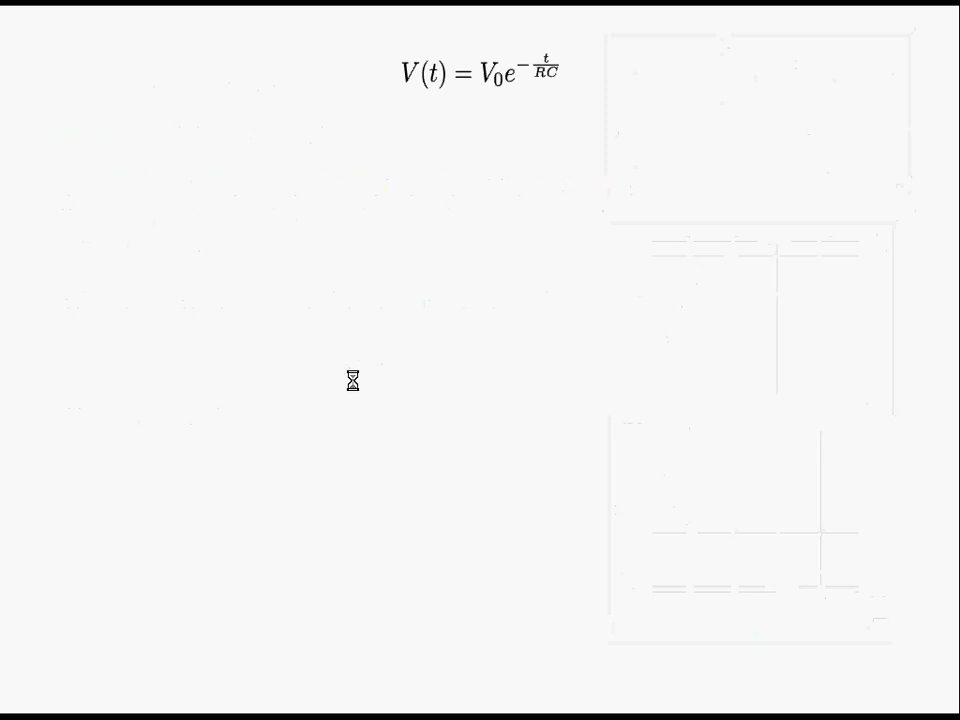 V(t) = V_0 e^{-\frac{t}{RC}}